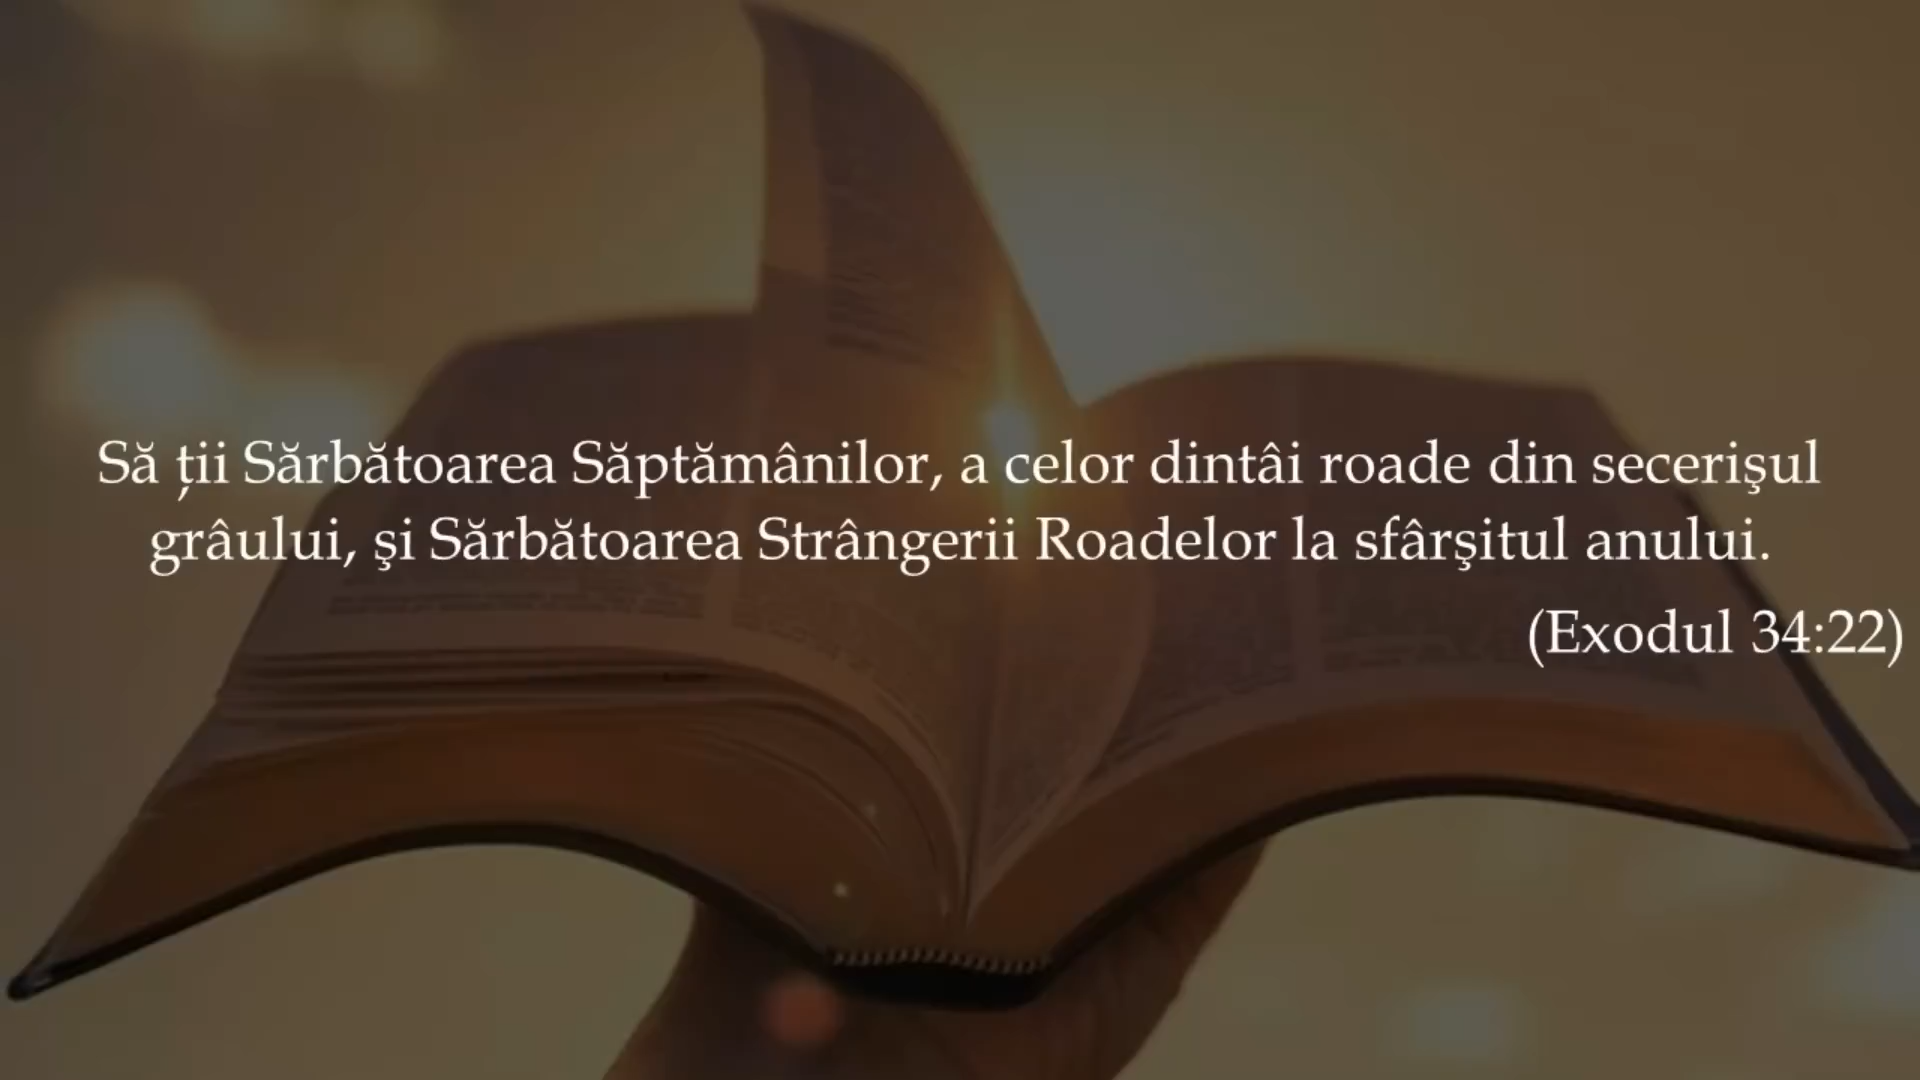 Să ții Sărbătoarea Săptămânilor, a celor dintâi roade din secerişul
grâului, şi Sărbătoarea Strângerii Roadelor la sfârşitul anului.
(Exodul 34:22)